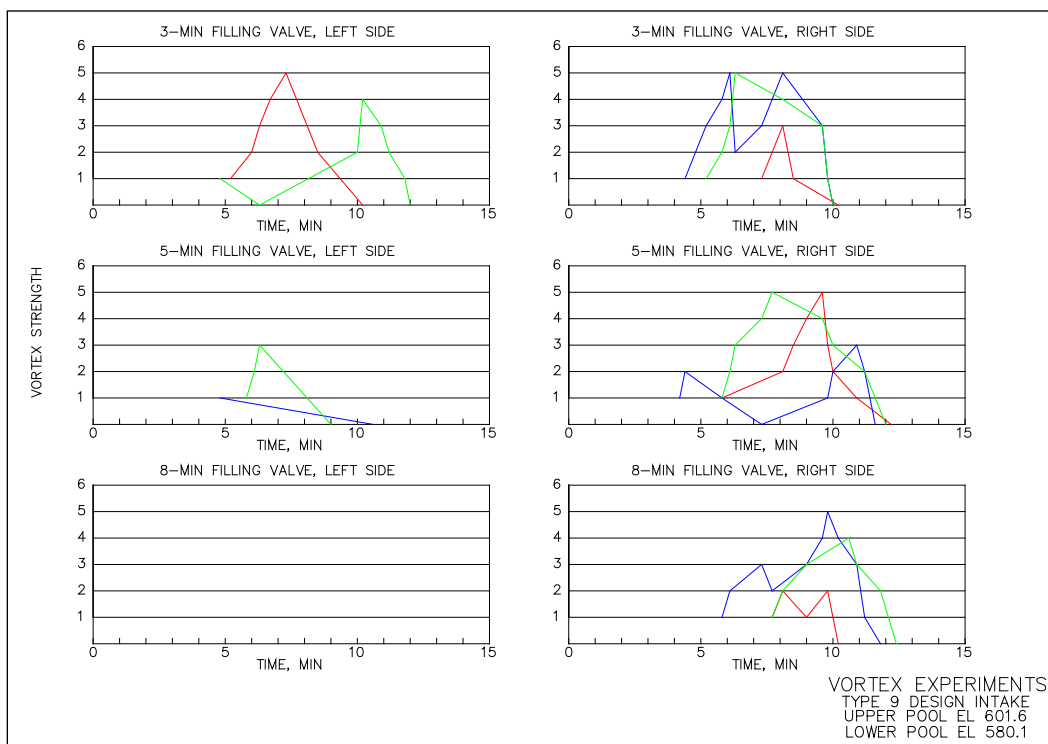 3-MIN FILLING VALVE, LEFT SIDE
6
5
4
3
2
1
0 5 10 15
TIME, MIN
3-MIN FILLING VALVE, RIGHT SIDE
6
5
4
3
2
1
0 5 10 15
TIME, MIN
VORTEX STRENGTH
5-MIN FILLING VALVE, LEFT SIDE
6
5
4
3
2
1
0 5 10 15
TIME, MIN
5-MIN FILLING VALVE, RIGHT SIDE
6
5
4
3
2
1
0 5 10 15
TIME, MIN
8-MIN FILLING VALVE, LEFT SIDE
6
5
4
3
2
1
0 5 10 15
TIME, MIN
8-MIN FILLING VALVE, RIGHT SIDE
6
5
4
3
2
1
0 5 10 15
TIME, MIN
VORTEX EXPERIMENTS
TYPE 9 DESIGN INTAKE
UPPER POOL EL 601.6
LOWER POOL EL 580.1